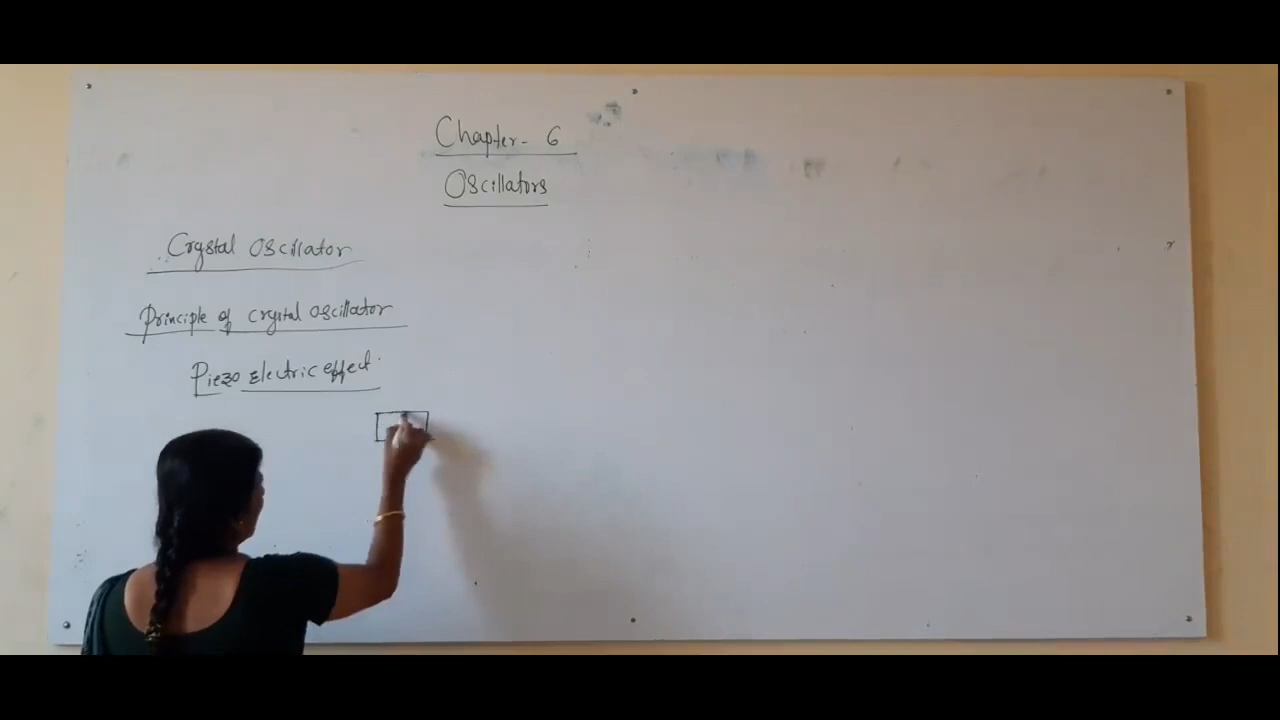 Chapter - 6
Oscillators
Crystal Oscillator
Principle of crystal oscillator
Piezo Electric effect